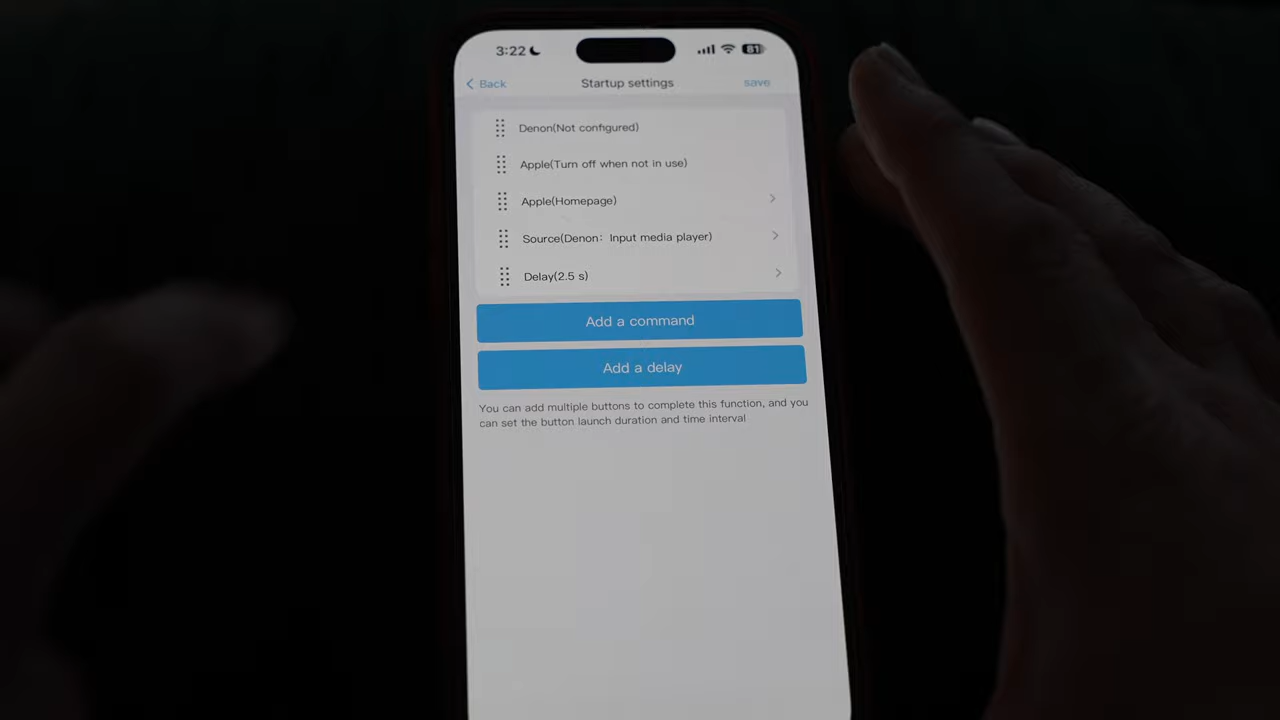 3:22
81
Back
Startup settings
save
Denon(Not configured)
Apple(Turn off when not in use)
Apple(Homepage)
Source(Denon: Input media player)
Delay(2.5 s)
Add a command
Add a delay
You can add multiple buttons to complete this function, and you
can set the button launch duration and time interval